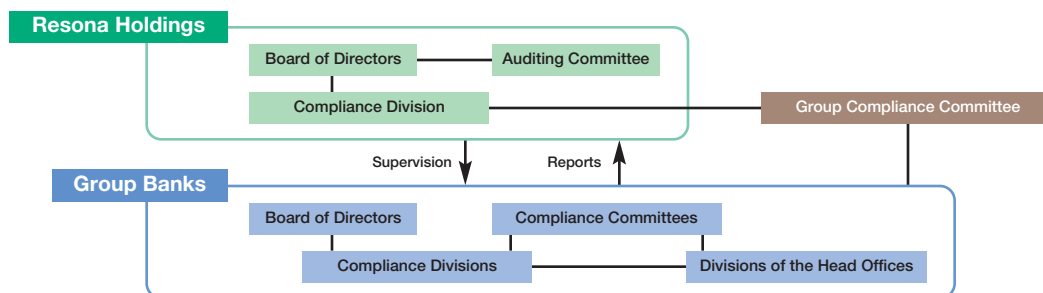 Resona Holdings
Board of Directors
Auditing Committee
Compliance Division
Group Compliance Committee
Supervision
Reports
Group Banks
Board of Directors
Compliance Committees
Compliance Divisions
Divisions of the Head Offices